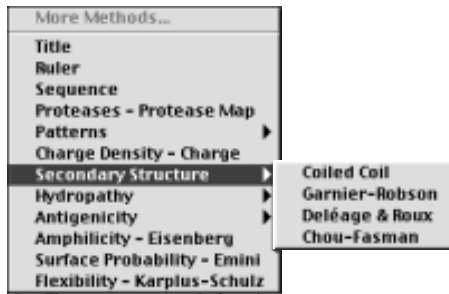 More Methods...
Title
Ruler
Sequence
Proteases - Protease Map
Patterns
Charge Density - Charge
Secondary Structure
Hydropathy
Antigenicity
Amphilicity - Eisenberg
Surface Probability - Emini
Flexibility - Karplus-Schulz
Coiled Coil
Garnier-Robson
Deléage & Roux
Chou-Fasman